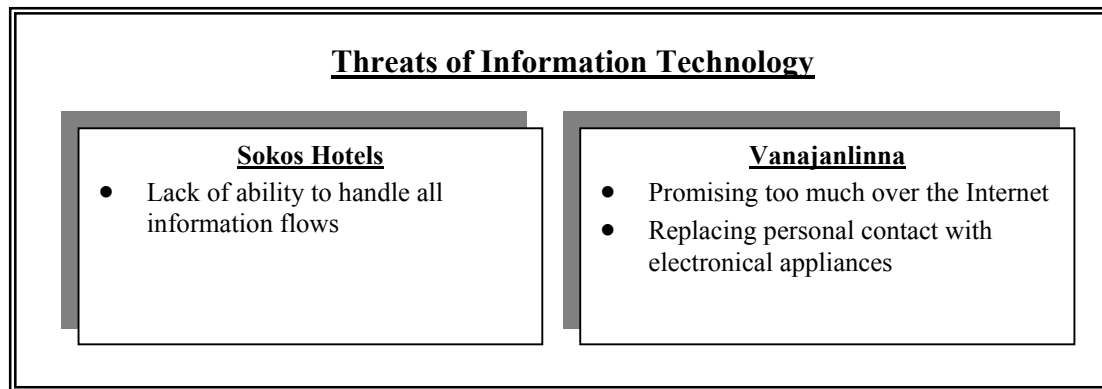 Threats of Information Technology
Sokos Hotels
● Lack of ability to handle all
information flows
Vanajanlinna
● Promising too much over the Internet
● Replacing personal contact with
electronical appliances